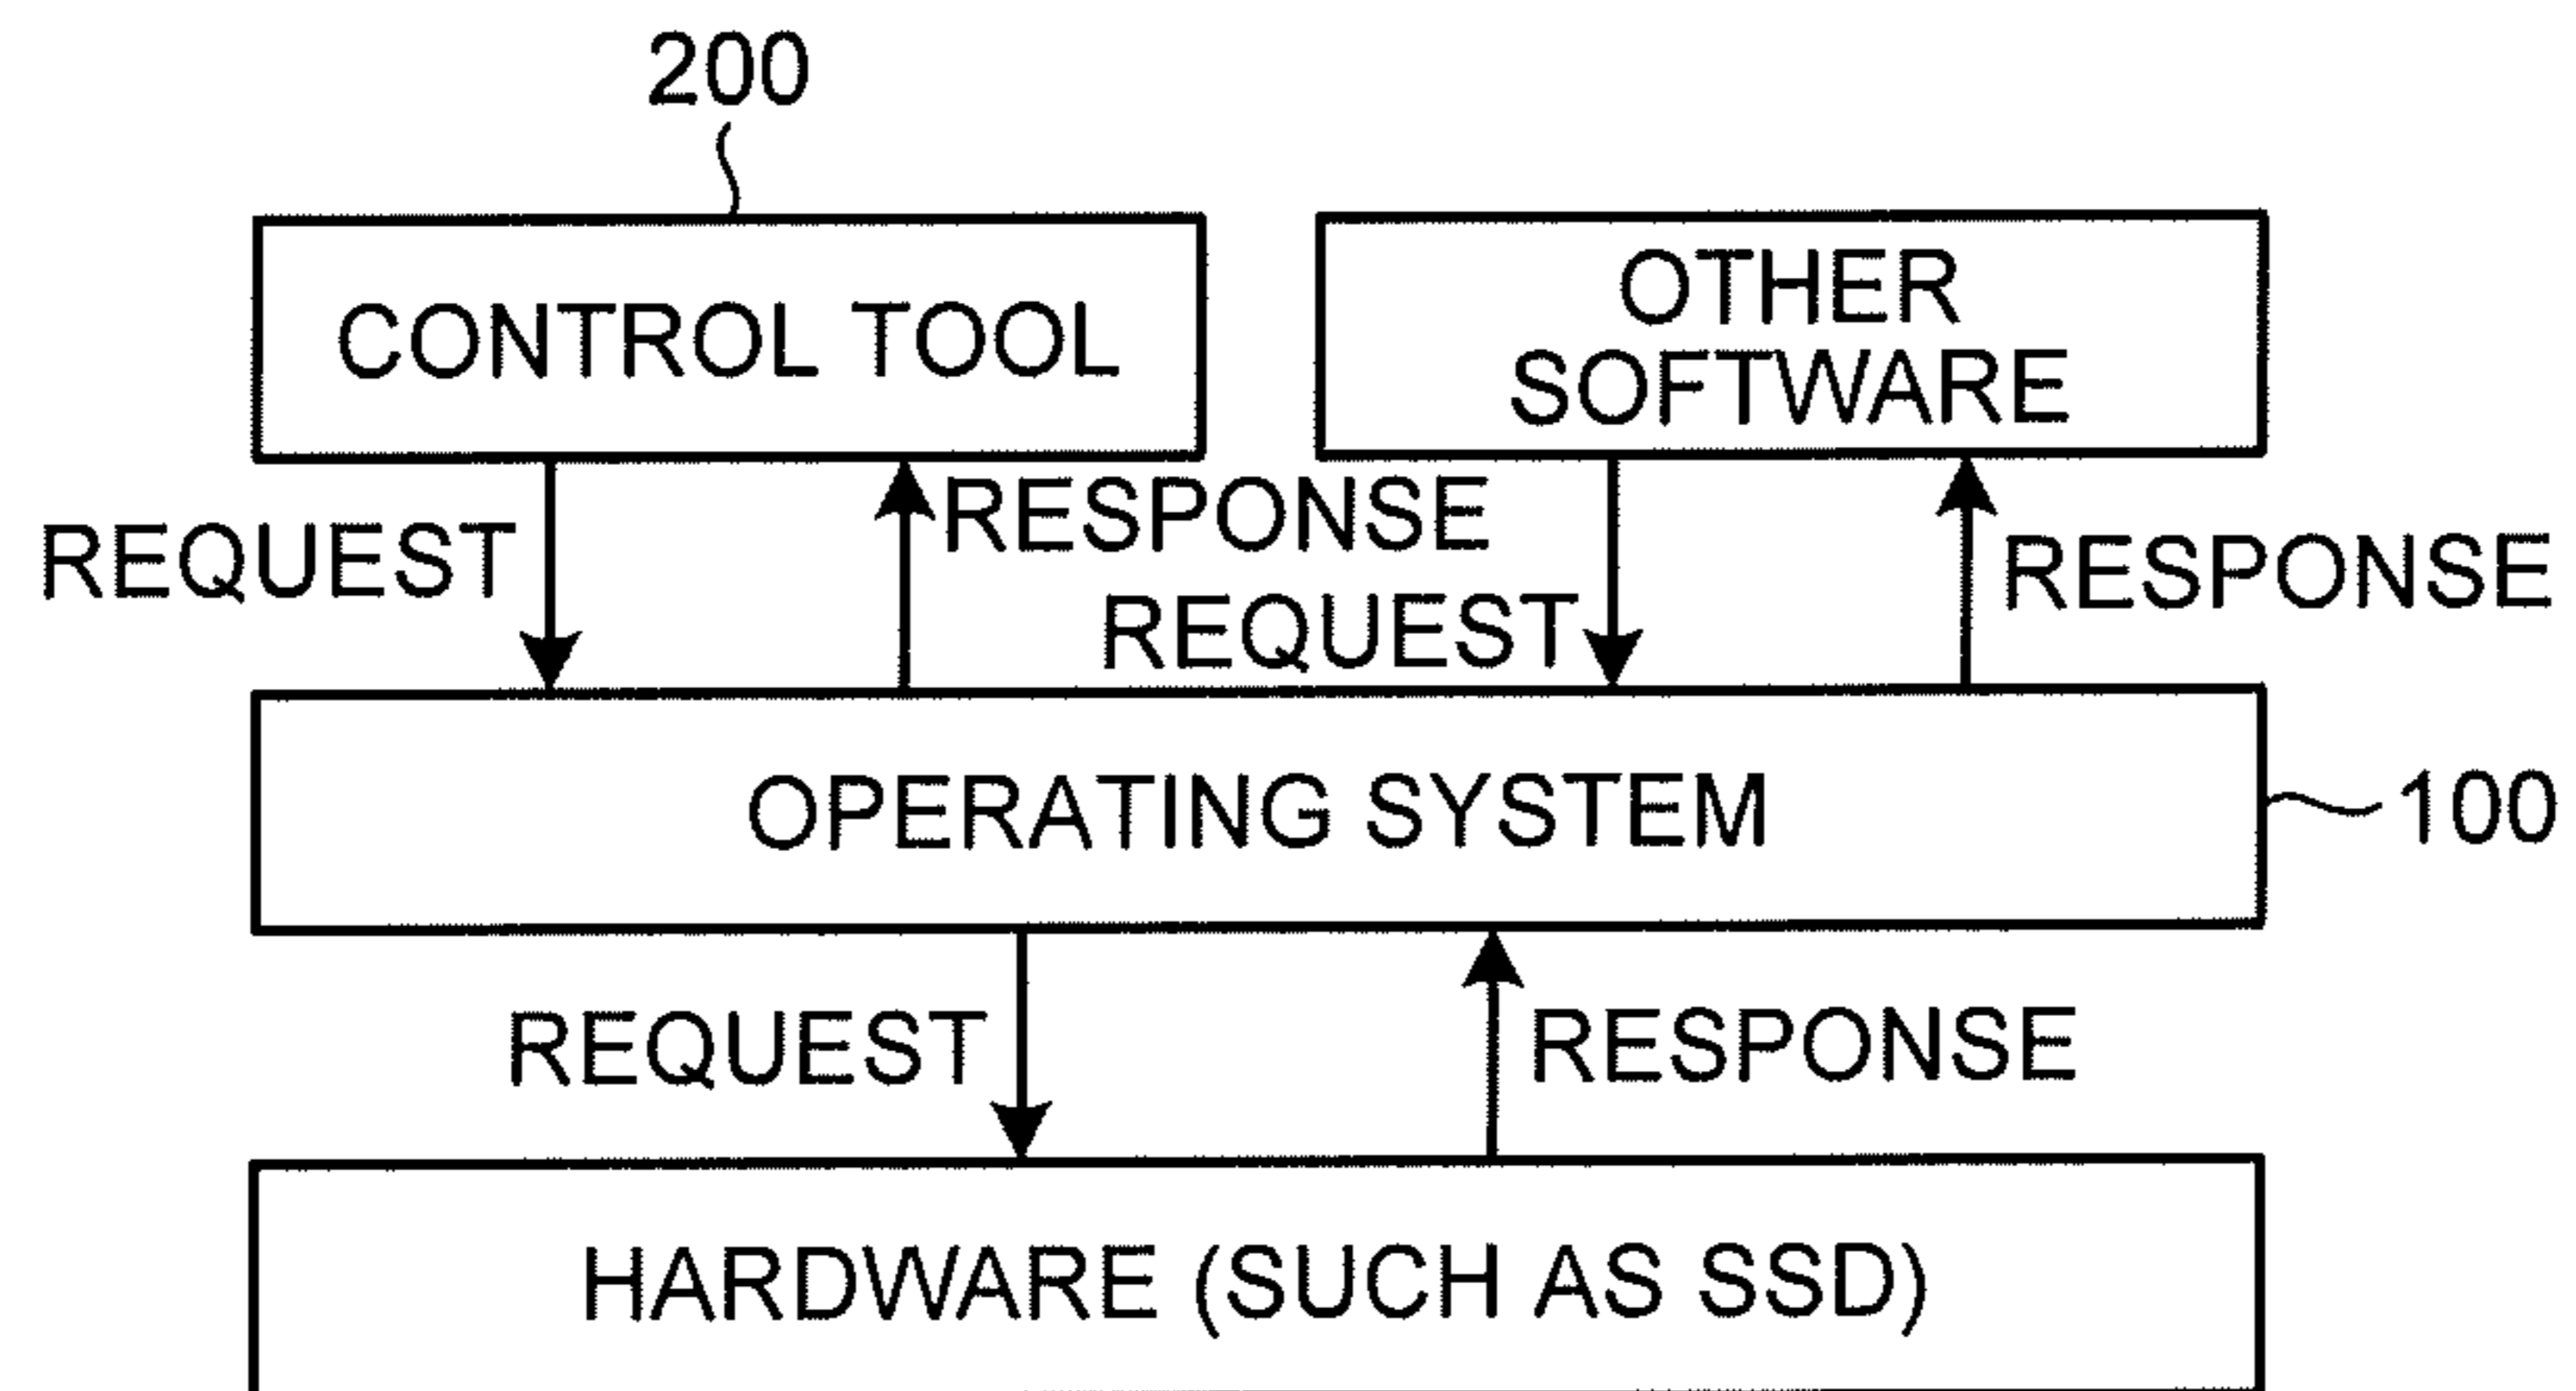 200
CONTROL TOOL
OTHER
SOFTWARE
REQUEST
RESPONSE
REQUEST
RESPONSE
OPERATING SYSTEM
100
REQUEST
RESPONSE
HARDWARE (SUCH AS SSD)